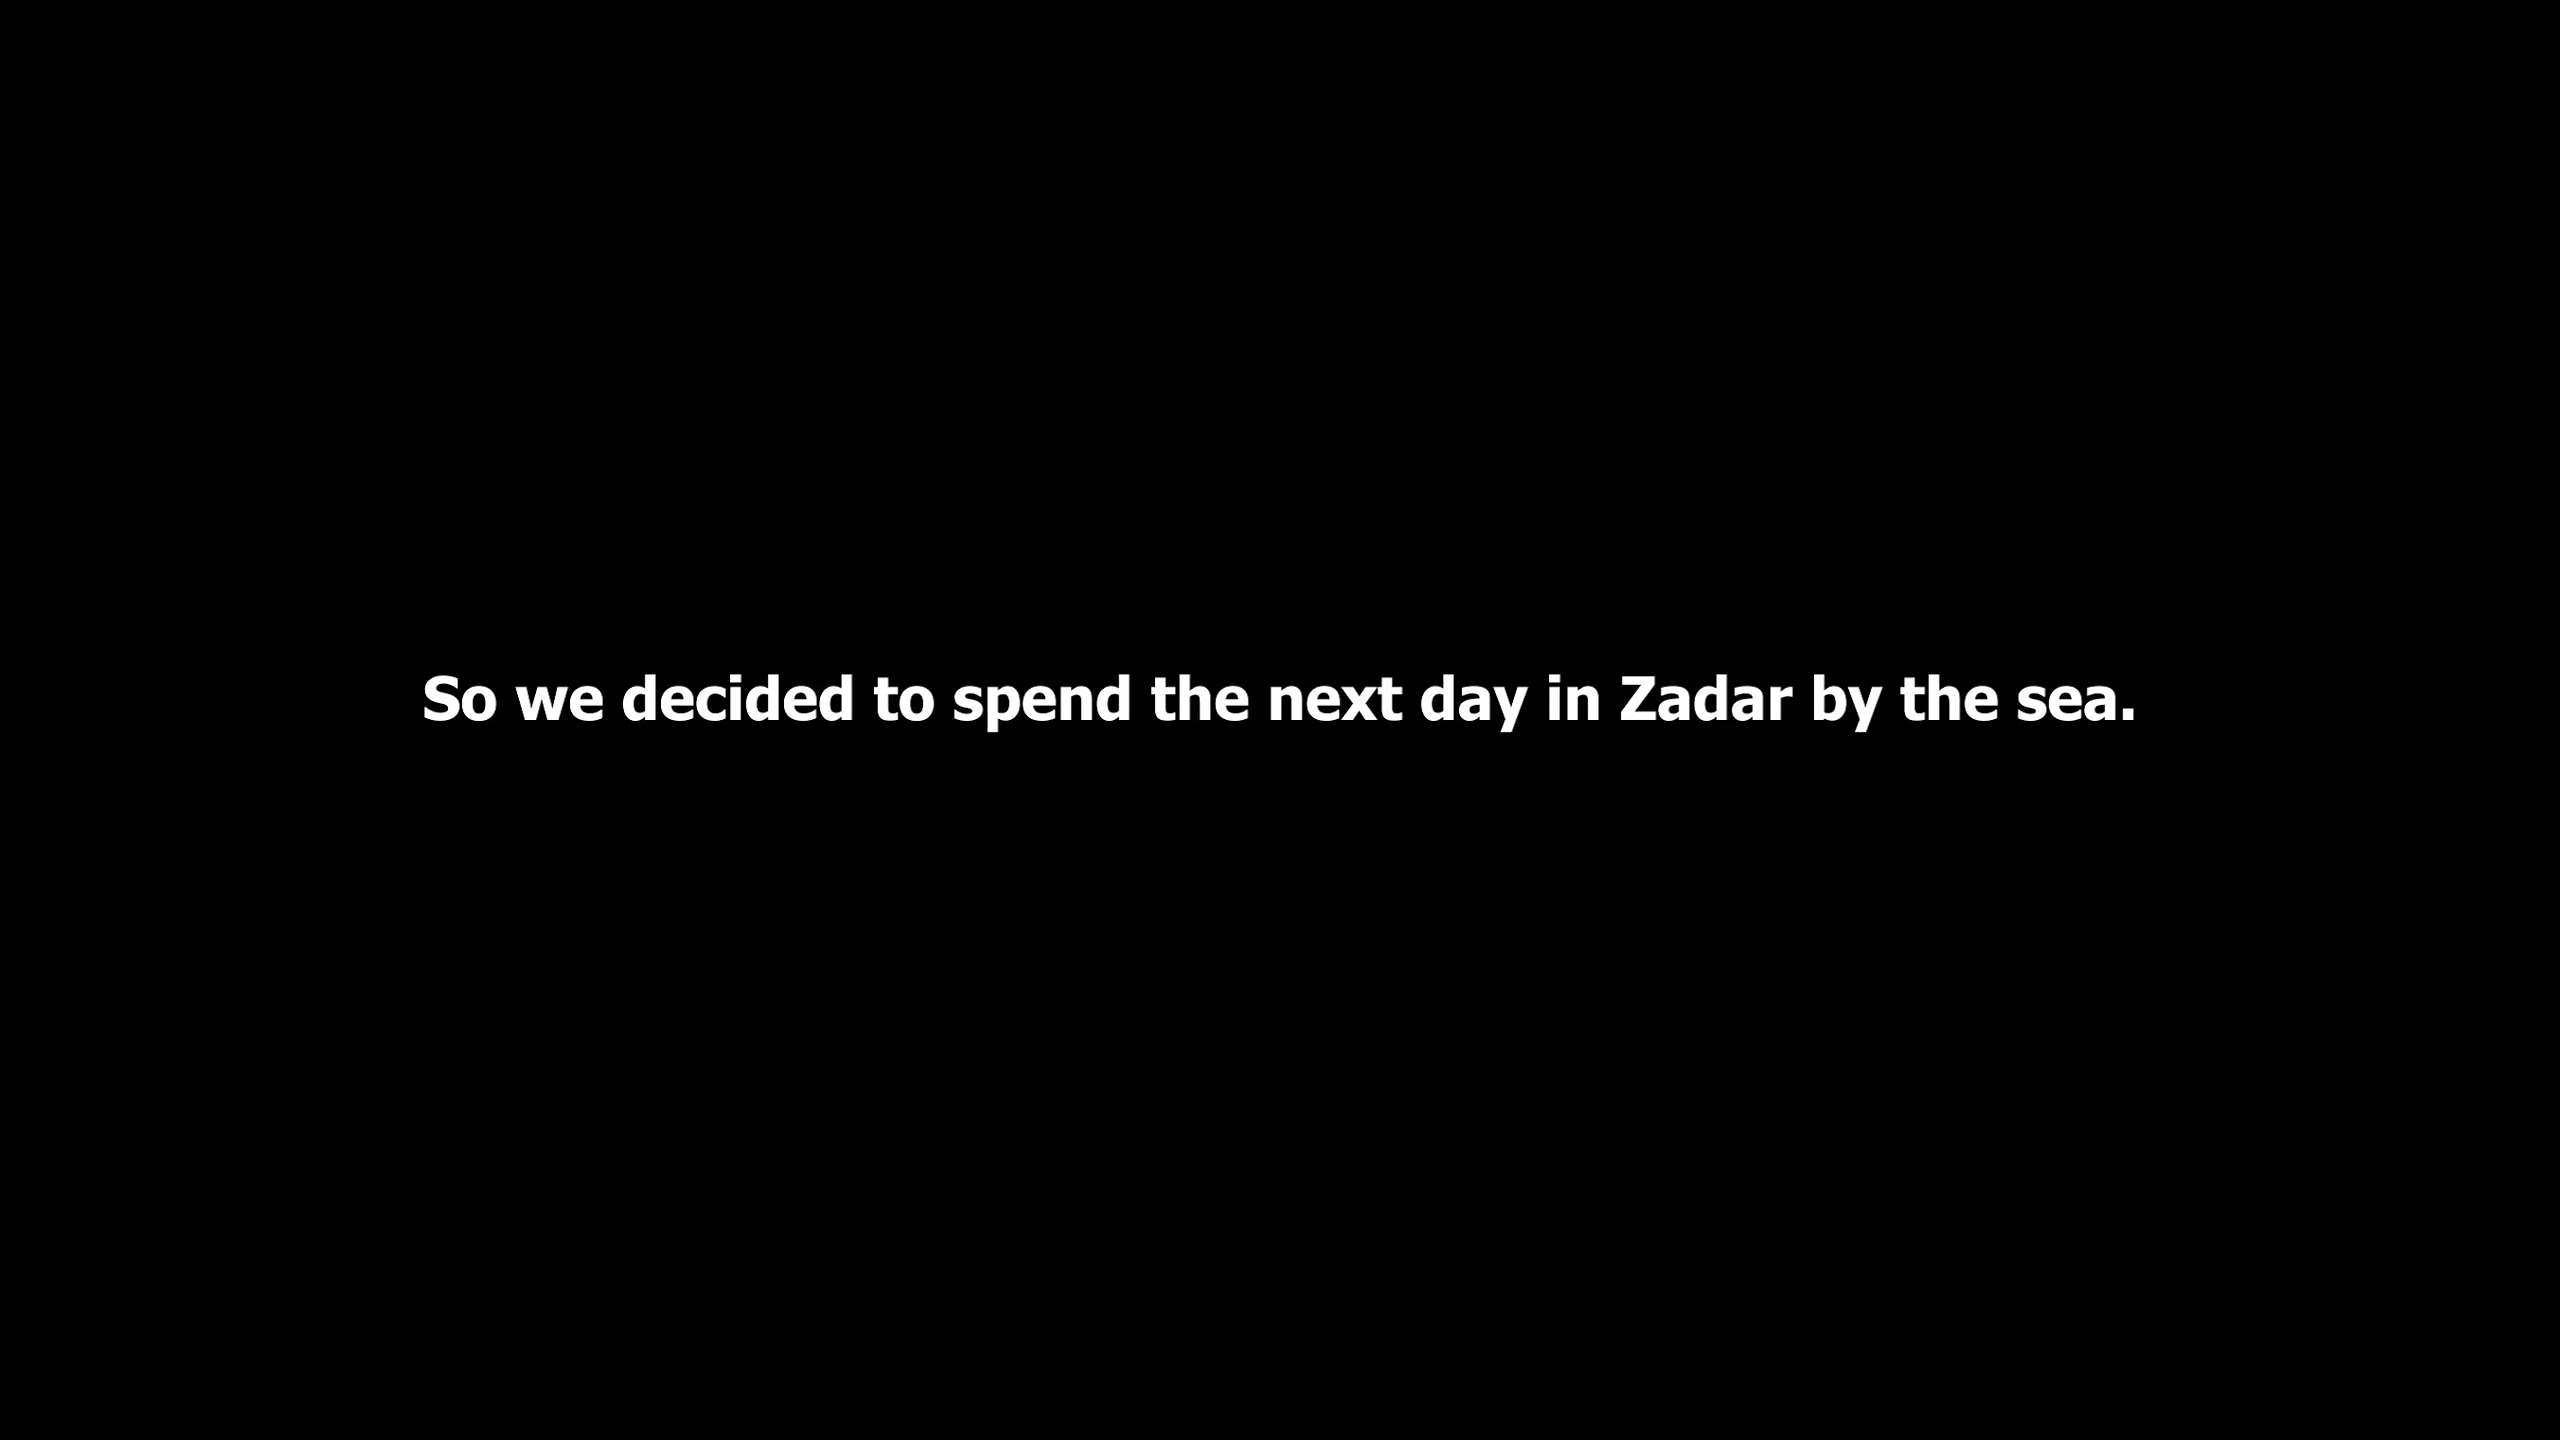 So we decided to spend the next day in Zadar by the sea.